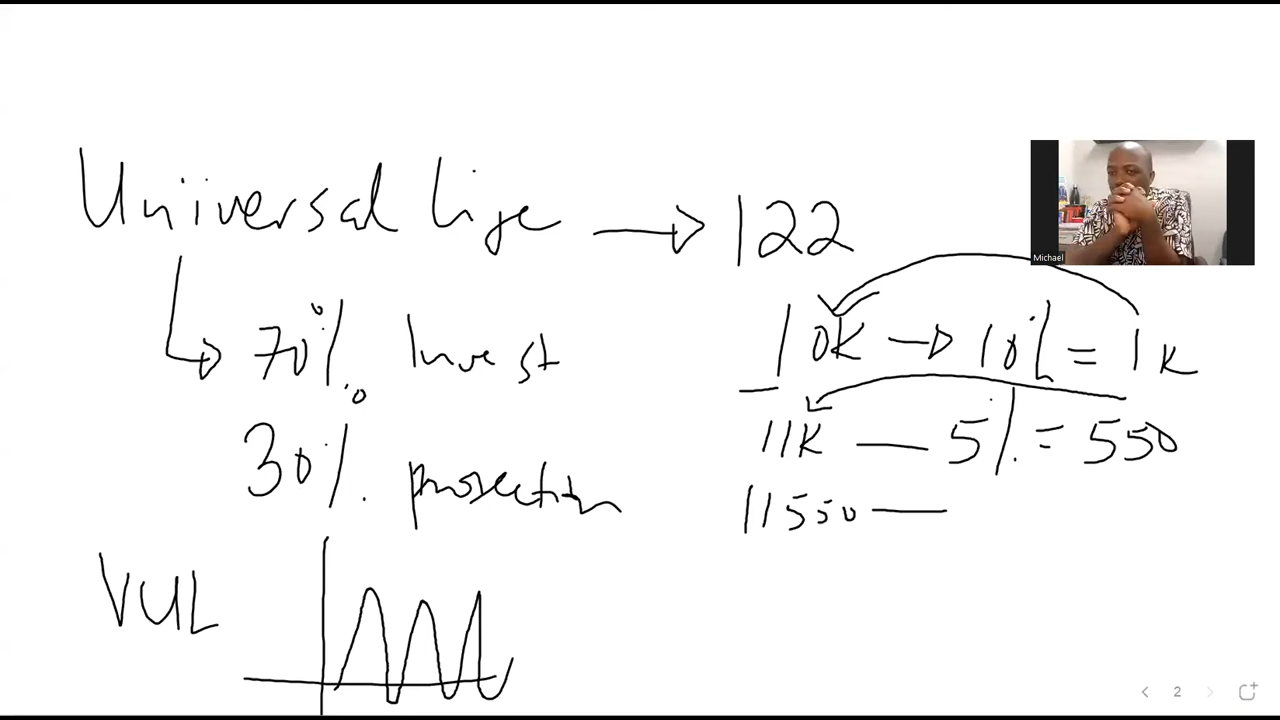 Universal Life → 122
70% Invest
30% protection
VUL
10K → 10% = 1K
11K — 5% = 550
11550 —
Michael
2